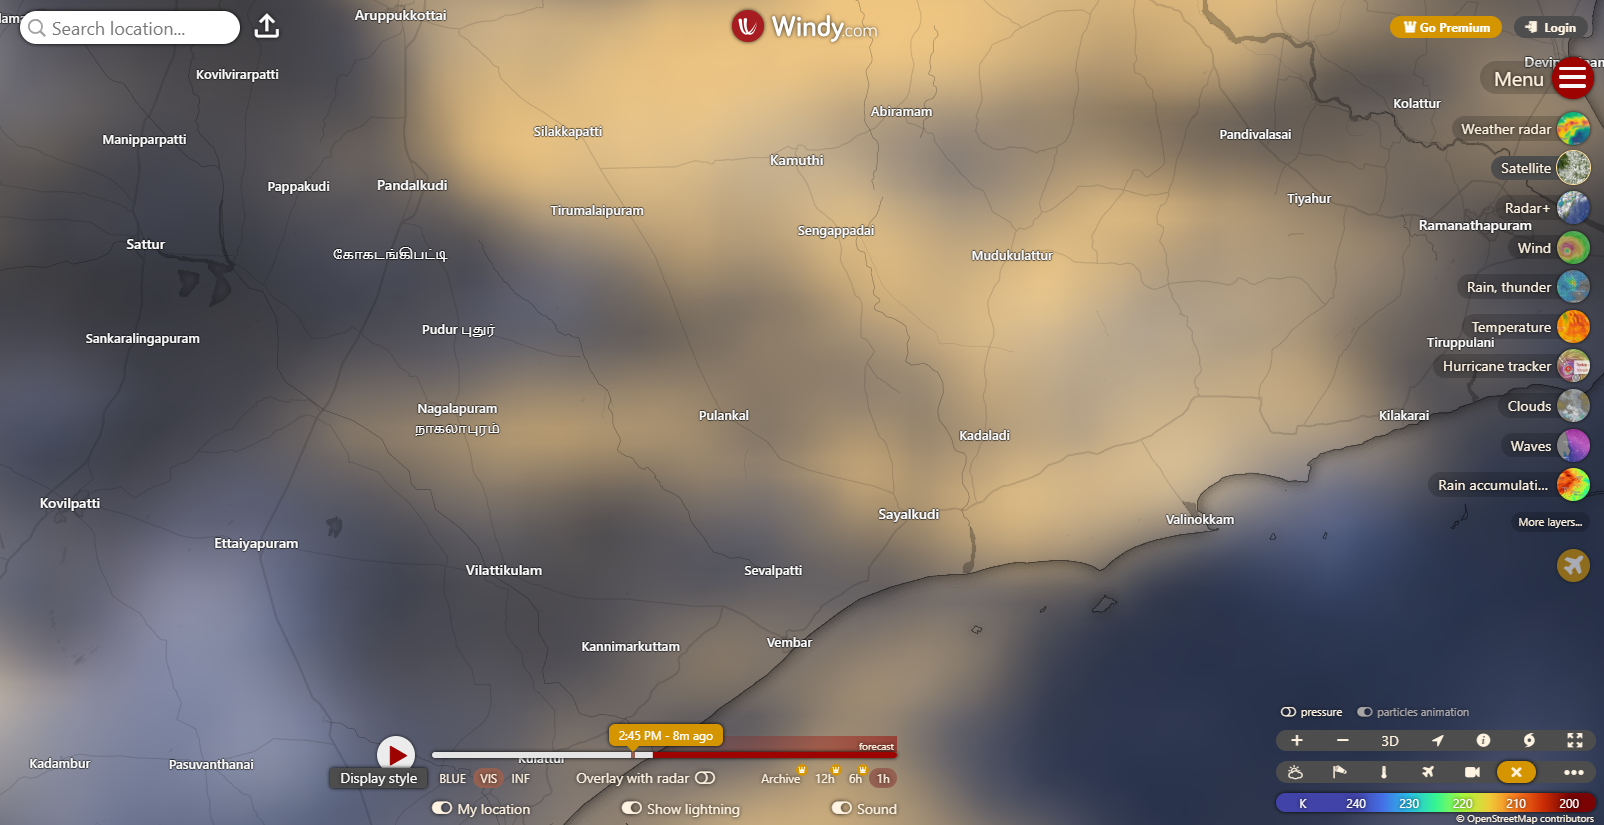 Search location...
Windy.com
Go Premium
Login
Menu
Weather radar
Satellite
Radar+
Wind
Rain, thunder
Temperature
Hurricane tracker
Clouds
Waves
Rain accumulati...
More layers...
Aruppukkottai
Kovilvirarpatti
Abiramam
Kolattur
Silakkapatti
Pandivalasai
Manipparpatti
Kamuthi
Pappakudi
Pandalkudi
Tiyahur
Tirumalaipuram
Ramanathapuram
Sengappadai
Sattur
கோகடங்கிபட்டி
Mudukulattur
Pudur புதுர்
Sankaralingapuram
Tiruppulani
Nagalapuram
நாகலாபுரம்
Pulankal
Kilakarai
Kadaladi
Kovilpatti
Sayalkudi
Valinokkam
Ettaiyapuram
Vilattikulam
Sevalpatti
Kannimarkuttam
Vembar
Kadambur
Pasuvanthanai
Kulattur
2:45 PM - 8m ago
forecast
Display style
BLUE VIS INF
Overlay with radar
Archive 12h 6h 1h
My location
Show lightning
Sound
pressure
particles animation
+ − 3D
K 240 230 220 210 200
© OpenStreetMap contributors